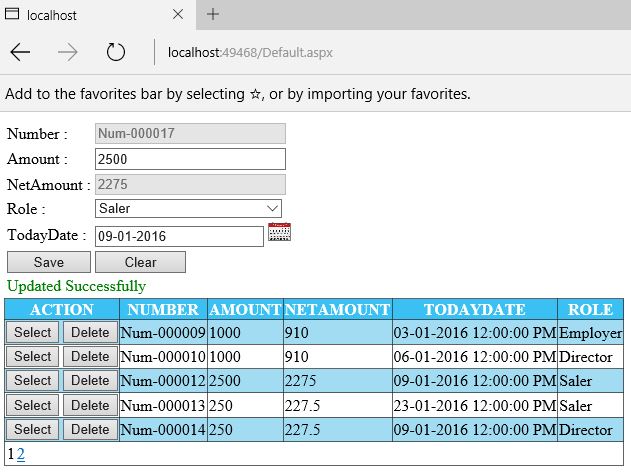 localhost
localhost:49468/Default.aspx
Add to the favorites bar by selecting ☆, or by importing your favorites.
Number : Num-000017
Amount : 2500
NetAmount : 2275
Role : Saler
TodayDate : 09-01-2016
Save Clear
Updated Successfully
ACTION NUMBER AMOUNT NETAMOUNT TODAYDATE ROLE
Select Delete Num-000009 1000 910 03-01-2016 12:00:00 PM Employer
Select Delete Num-000010 1000 910 06-01-2016 12:00:00 PM Director
Select Delete Num-000012 2500 2275 09-01-2016 12:00:00 PM Saler
Select Delete Num-000013 250 227.5 23-01-2016 12:00:00 PM Saler
Select Delete Num-000014 250 227.5 09-01-2016 12:00:00 PM Director
1 2